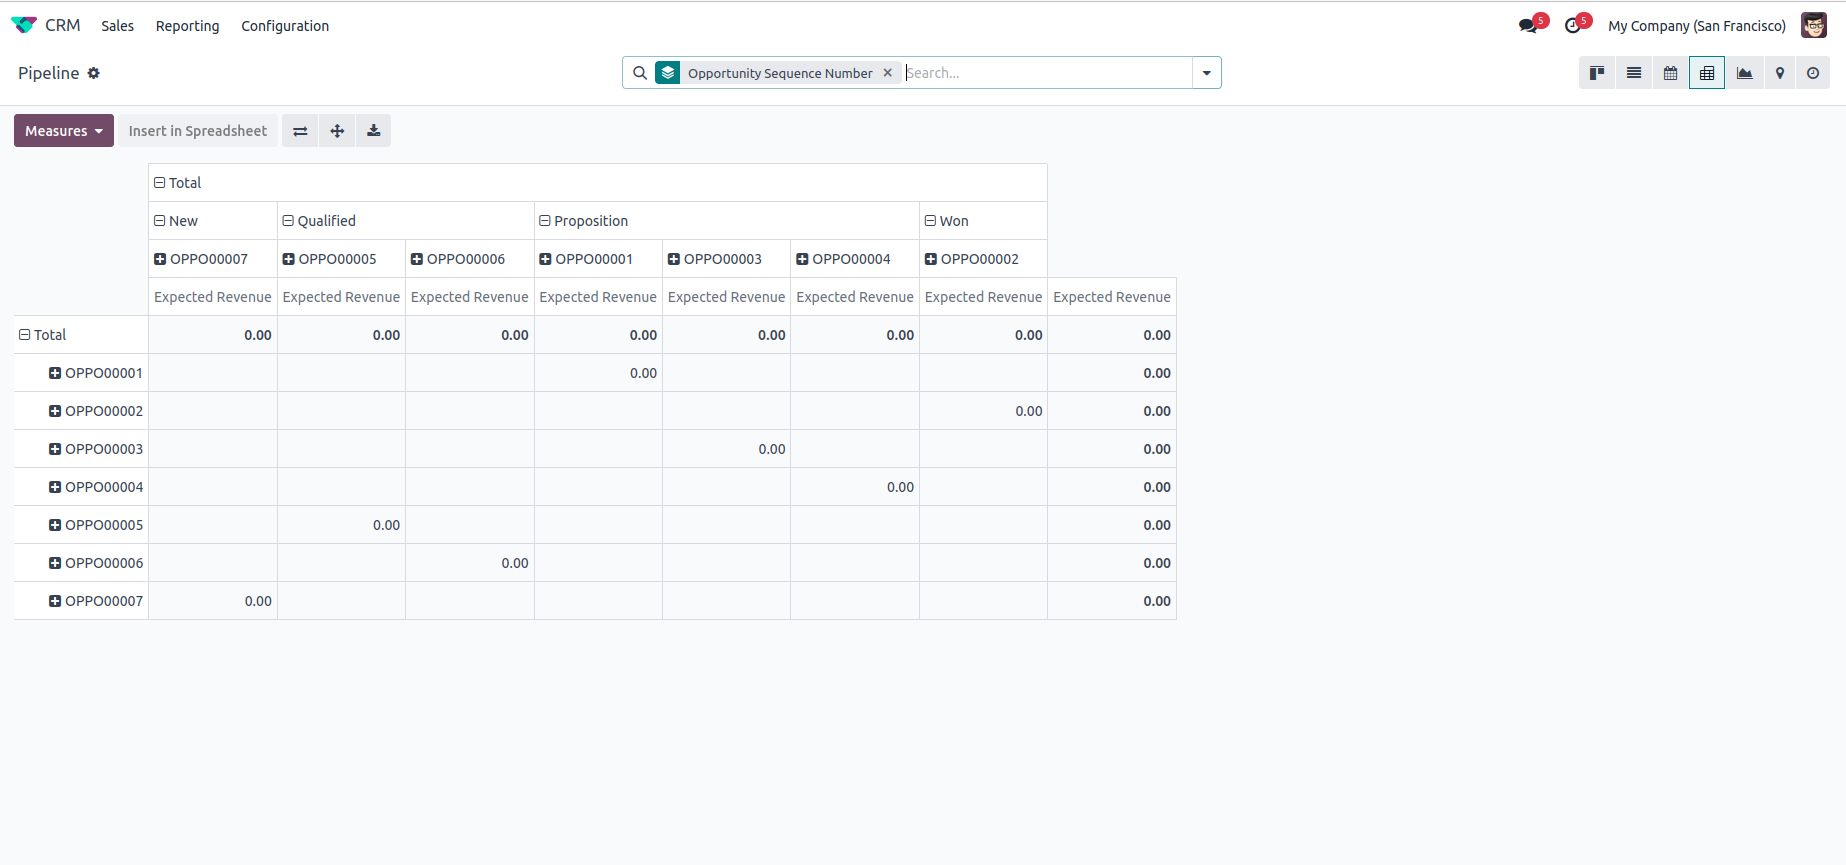 CRM Sales Reporting Configuration 5 5 My Company (San Francisco)
Pipeline Opportunity Sequence Number × Search...
Measures Insert in Spreadsheet
Total
New Qualified Proposition Won
OPPO00007 OPPO00005 OPPO00006 OPPO00001 OPPO00003 OPPO00004 OPPO00002
Expected Revenue Expected Revenue Expected Revenue Expected Revenue Expected Revenue Expected Revenue Expected Revenue Expected Revenue
Total 0.00 0.00 0.00 0.00 0.00 0.00 0.00 0.00
OPPO00001 0.00 0.00
OPPO00002 0.00 0.00
OPPO00003 0.00 0.00
OPPO00004 0.00 0.00
OPPO00005 0.00 0.00
OPPO00006 0.00 0.00
OPPO00007 0.00 0.00